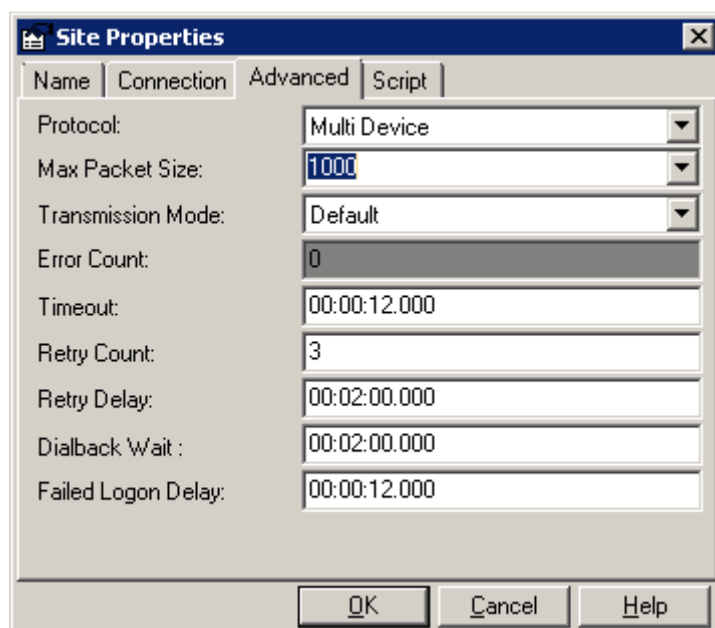 Site Properties
Name Connection Advanced Script
Protocol: Multi Device
Max Packet Size: 1000
Transmission Mode: Default
Error Count: 0
Timeout: 00:00:12.000
Retry Count: 3
Retry Delay: 00:02:00.000
Dialback Wait : 00:02:00.000
Failed Logon Delay: 00:00:12.000
OK Cancel Help